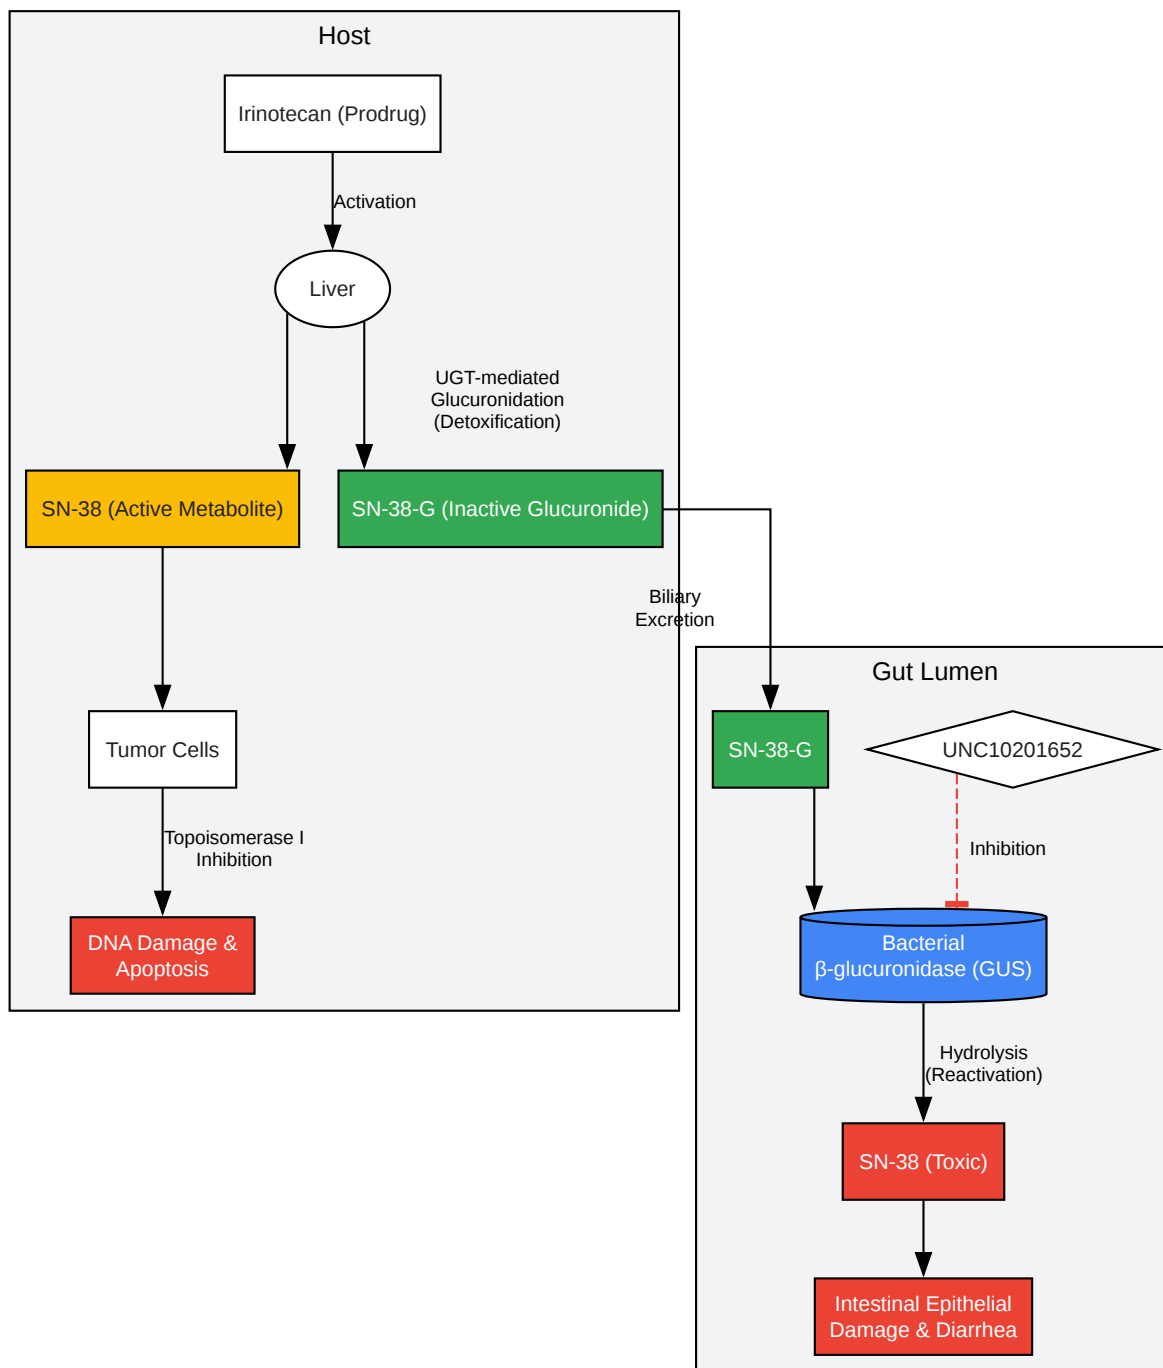 Host
Irinotecan (Prodrug)
Activation
Liver
UGT-mediated
Glucuronidation
(Detoxification)
SN-38 (Active Metabolite)
SN-38-G (Inactive Glucuronide)
Biliary
Excretion
Tumor Cells
Topoisomerase I
Inhibition
DNA Damage &
Apoptosis
Gut Lumen
SN-38-G
UNC10201652
Inhibition
Bacterial
β-glucuronidase (GUS)
Hydrolysis
(Reactivation)
SN-38 (Toxic)
Intestinal Epithelial
Damage & Diarrhea